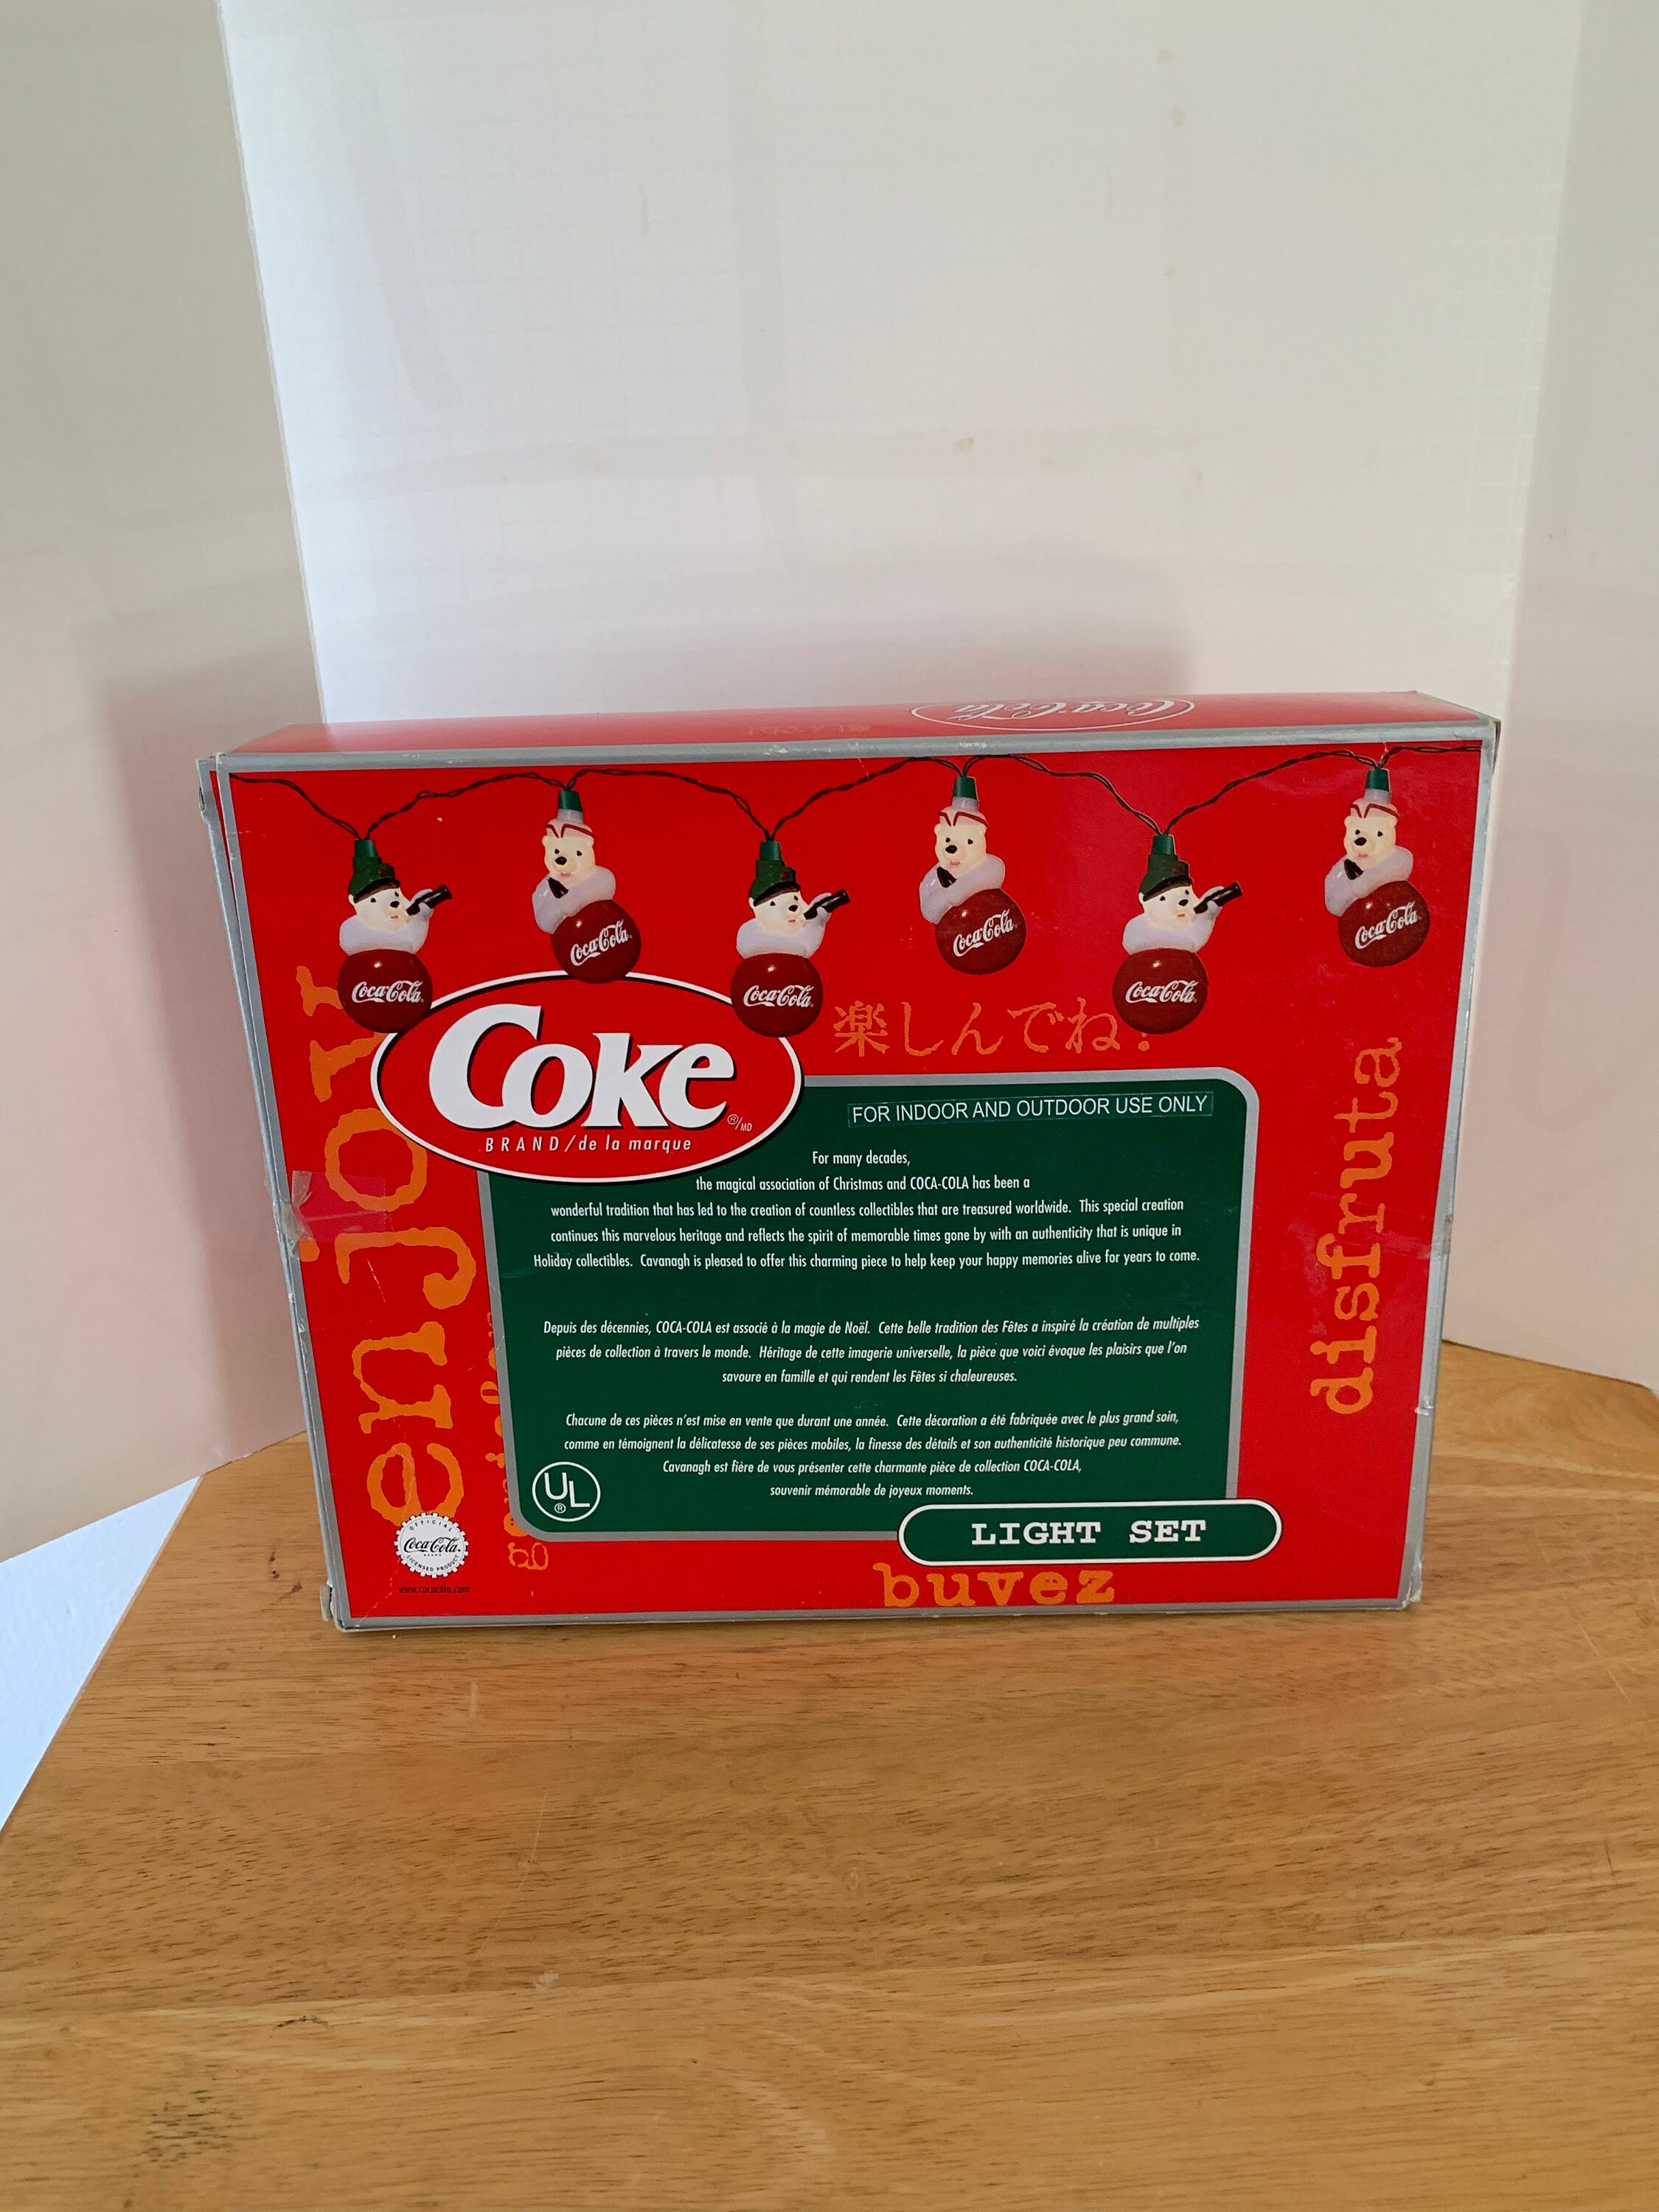 Coca-Cola
Coca-Cola
Coca-Cola
Coca-Cola
Coca-Cola
Coca-Cola
Coca-Cola
enjoy
Coke ®/MD
BRAND/de la marque
楽しんでね!
disfruta
FOR INDOOR AND OUTDOOR USE ONLY
For many decades,
the magical association of Christmas and COCA-COLA has been a
wonderful tradition that has led to the creation of countless collectibles that are treasured worldwide. This special creation
continues this marvelous heritage and reflects the spirit of memorable times gone by with an authenticity that is unique in
Holiday collectibles. Cavanagh is pleased to offer this charming piece to help keep your happy memories alive for years to come.
Depuis des décennies, COCA-COLA est associé à la magie de Noël. Cette belle tradition des Fêtes a inspiré la création de multiples
pièces de collection à travers le monde. Héritage de cette imagerie universelle, la pièce que voici évoque les plaisirs que l'on
savoure en famille et qui rendent les Fêtes si chaleureuses.
Chacune de ces pièces n'est mise en vente que durant une année. Cette décoration a été fabriquée avec le plus grand soin,
comme en témoignent la délicatesse de ses pièces mobiles, la finesse des détails et son authenticité historique peu commune.
Cavanagh est fière de vous présenter cette charmante pièce de collection COCA-COLA,
souvenir mémorable de joyeux moments.
UL ®
LIGHT SET
OFFICIAL
Coca-Cola
BRAND
LICENSED PRODUCT
www.cocacola.com
buvez